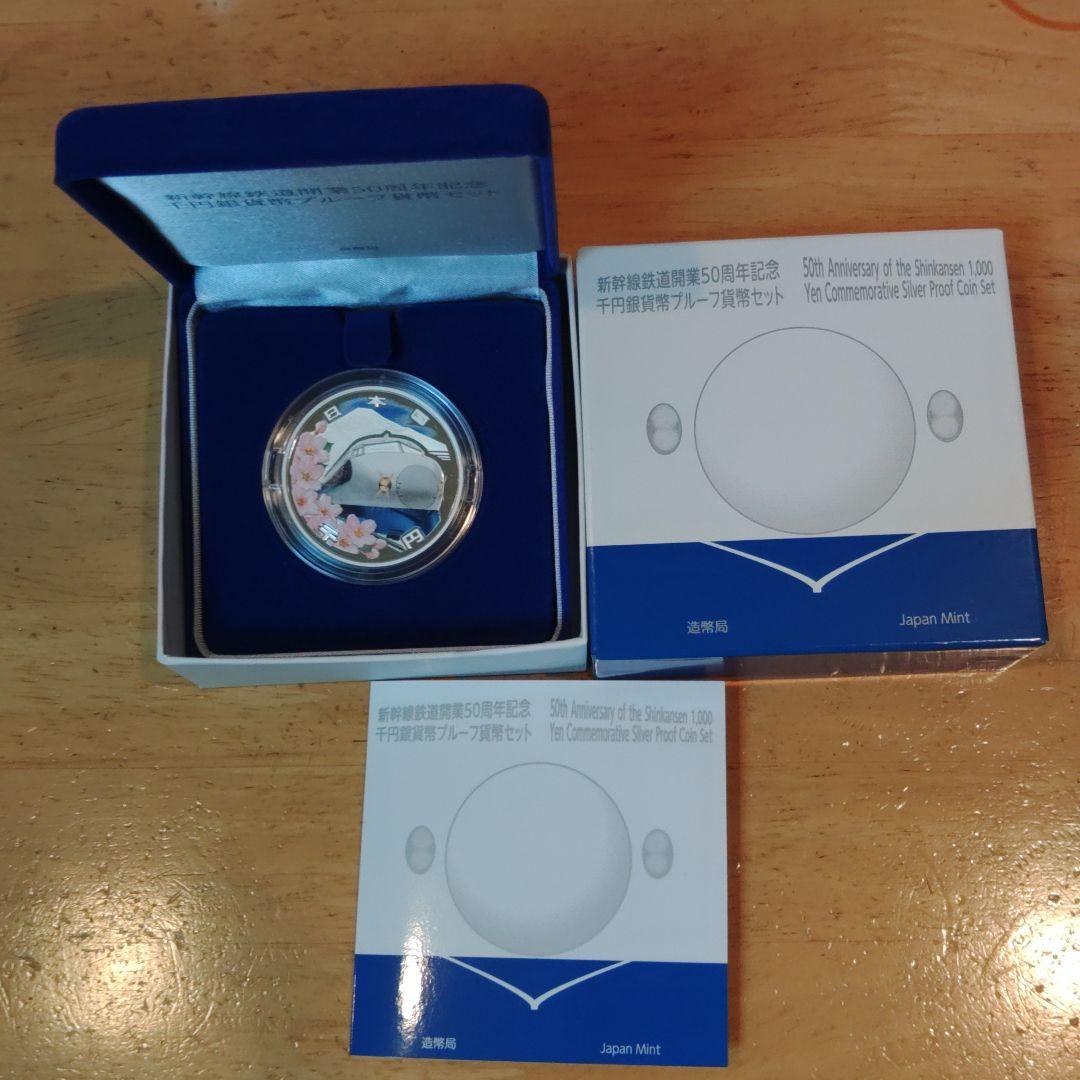 新幹線鉄道開業50周年記念
千円銀貨幣プルーフ貨幣セット
造幣局
日本国
千円
新幹線鉄道開業50周年記念
千円銀貨幣プルーフ貨幣セット
50th Anniversary of the Shinkansen 1,000
Yen Commemorative Silver Proof Coin Set
造幣局
Japan Mint
新幹線鉄道開業50周年記念
千円銀貨幣プルーフ貨幣セット
50th Anniversary of the Shinkansen 1,000
Yen Commemorative Silver Proof Coin Set
造幣局
Japan Mint